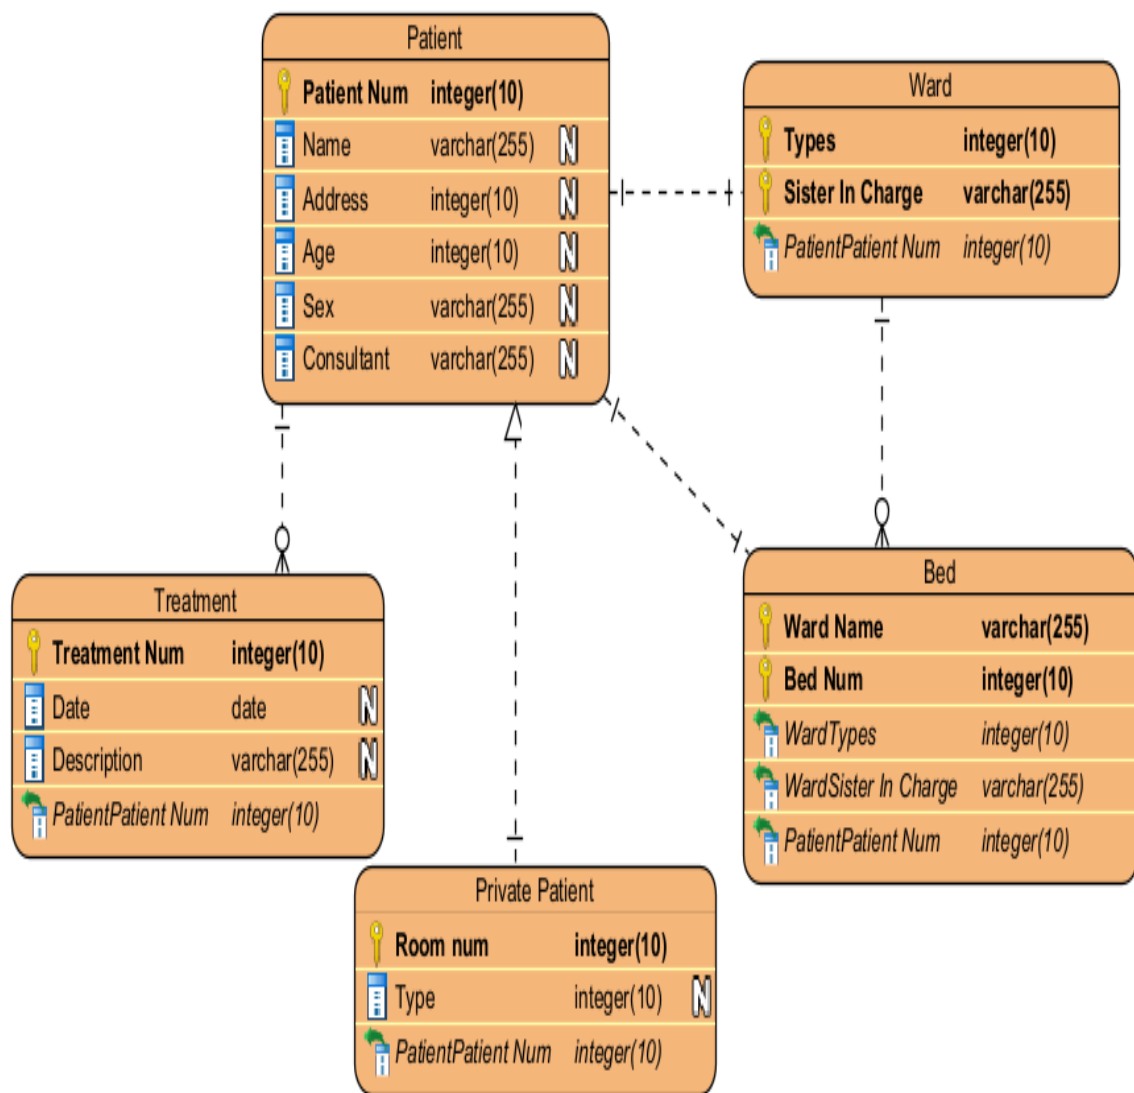 Patient
Patient Num integer(10)
Name varchar(255) N
Address integer(10) N
Age integer(10) N
Sex varchar(255) N
Consultant varchar(255) N
Ward
Types integer(10)
Sister In Charge varchar(255)
PatientPatient Num integer(10)
Treatment
Treatment Num integer(10)
Date date N
Description varchar(255) N
PatientPatient Num integer(10)
Bed
Ward Name varchar(255)
Bed Num integer(10)
WardTypes integer(10)
WardSister In Charge varchar(255)
PatientPatient Num integer(10)
Private Patient
Room num integer(10)
Type integer(10) N
PatientPatient Num integer(10)